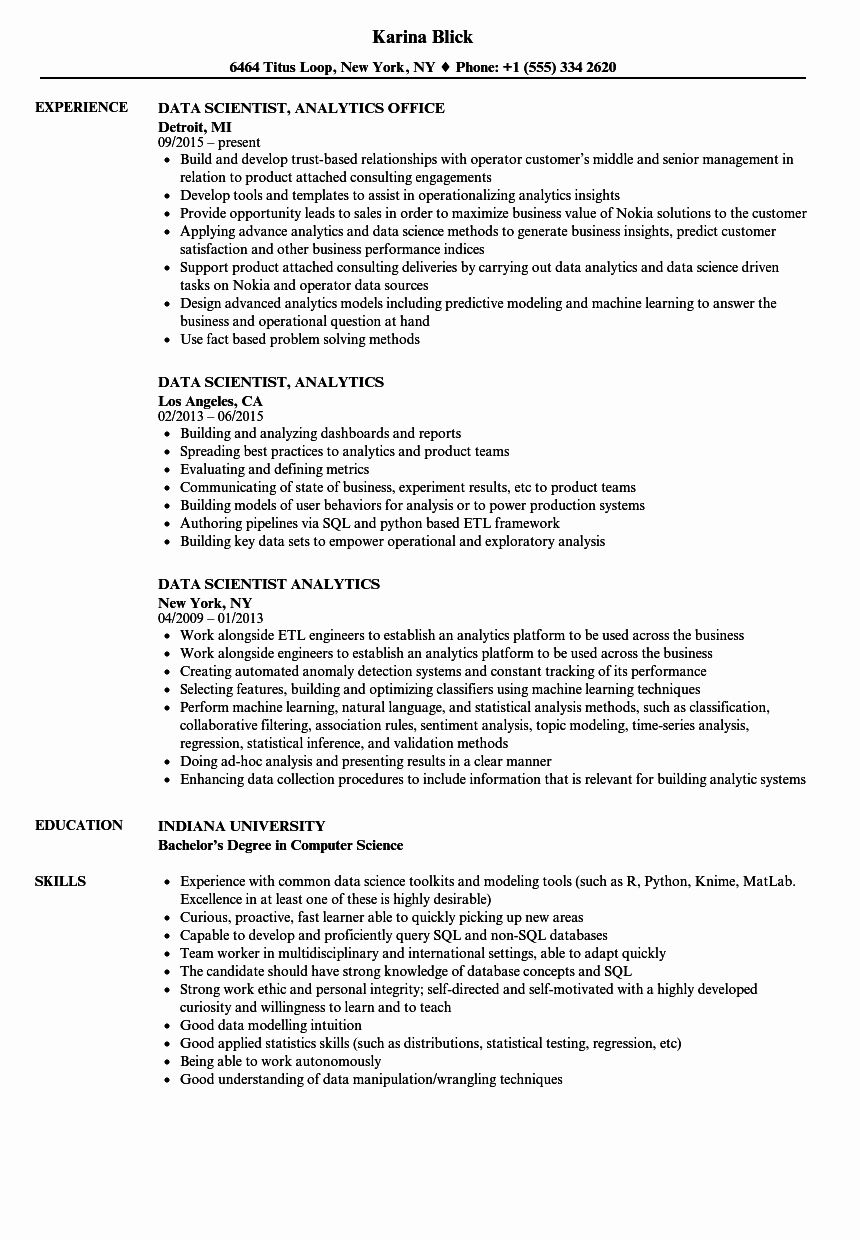 Karina Blick
6464 Titus Loop, New York, NY ♦ Phone: +1 (555) 334 2620
EXPERIENCE
DATA SCIENTIST, ANALYTICS OFFICE
Detroit, MI
09/2015 – present
• Build and develop trust-based relationships with operator customer's middle and senior management in
relation to product attached consulting engagements
• Develop tools and templates to assist in operationalizing analytics insights
• Provide opportunity leads to sales in order to maximize business value of Nokia solutions to the customer
• Applying advance analytics and data science methods to generate business insights, predict customer
satisfaction and other business performance indices
• Support product attached consulting deliveries by carrying out data analytics and data science driven
tasks on Nokia and operator data sources
• Design advanced analytics models including predictive modeling and machine learning to answer the
business and operational question at hand
• Use fact based problem solving methods
DATA SCIENTIST, ANALYTICS
Los Angeles, CA
02/2013 – 06/2015
• Building and analyzing dashboards and reports
• Spreading best practices to analytics and product teams
• Evaluating and defining metrics
• Communicating of state of business, experiment results, etc to product teams
• Building models of user behaviors for analysis or to power production systems
• Authoring pipelines via SQL and python based ETL framework
• Building key data sets to empower operational and exploratory analysis
DATA SCIENTIST ANALYTICS
New York, NY
04/2009 – 01/2013
• Work alongside ETL engineers to establish an analytics platform to be used across the business
• Work alongside engineers to establish an analytics platform to be used across the business
• Creating automated anomaly detection systems and constant tracking of its performance
• Selecting features, building and optimizing classifiers using machine learning techniques
• Perform machine learning, natural language, and statistical analysis methods, such as classification,
collaborative filtering, association rules, sentiment analysis, topic modeling, time-series analysis,
regression, statistical inference, and validation methods
• Doing ad-hoc analysis and presenting results in a clear manner
• Enhancing data collection procedures to include information that is relevant for building analytic systems
EDUCATION
INDIANA UNIVERSITY
Bachelor's Degree in Computer Science
SKILLS
• Experience with common data science toolkits and modeling tools (such as R, Python, Knime, MatLab.
Excellence in at least one of these is highly desirable)
• Curious, proactive, fast learner able to quickly picking up new areas
• Capable to develop and proficiently query SQL and non-SQL databases
• Team worker in multidisciplinary and international settings, able to adapt quickly
• The candidate should have strong knowledge of database concepts and SQL
• Strong work ethic and personal integrity; self-directed and self-motivated with a highly developed
curiosity and willingness to learn and to teach
• Good data modelling intuition
• Good applied statistics skills (such as distributions, statistical testing, regression, etc)
• Being able to work autonomously
• Good understanding of data manipulation/wrangling techniques